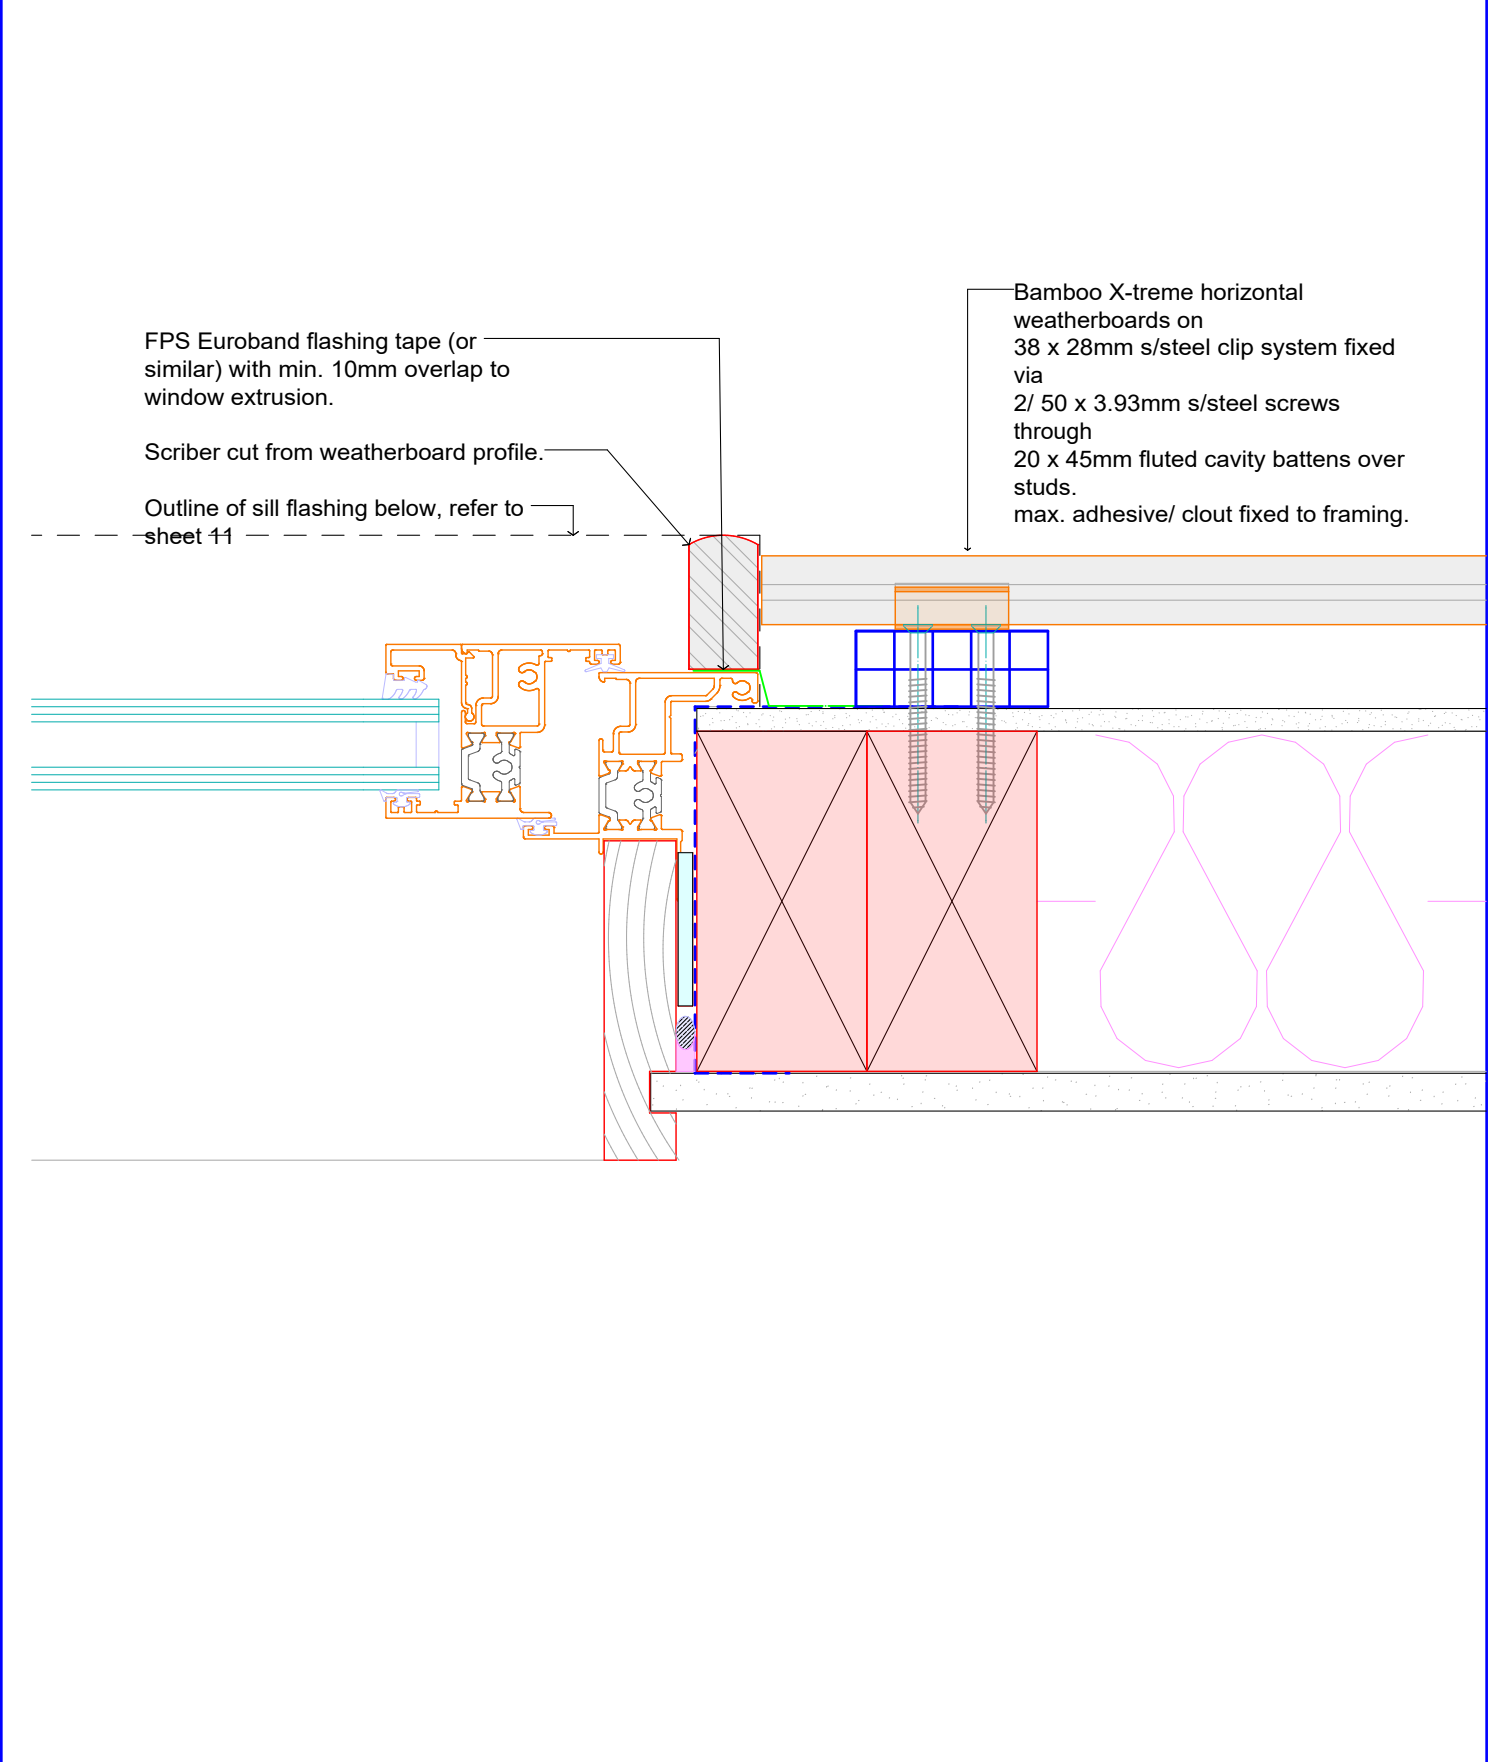 FPS Euroband flashing tape (or
similar) with min. 10mm overlap to
window extrusion.
Scriber cut from weatherboard profile.
Outline of sill flashing below, refer to
sheet 11
Bamboo X-treme horizontal
weatherboards on
38 x 28mm s/steel clip system fixed
via
2/ 50 x 3.93mm s/steel screws
through
20 x 45mm fluted cavity battens over
studs.
max. adhesive/ clout fixed to framing.